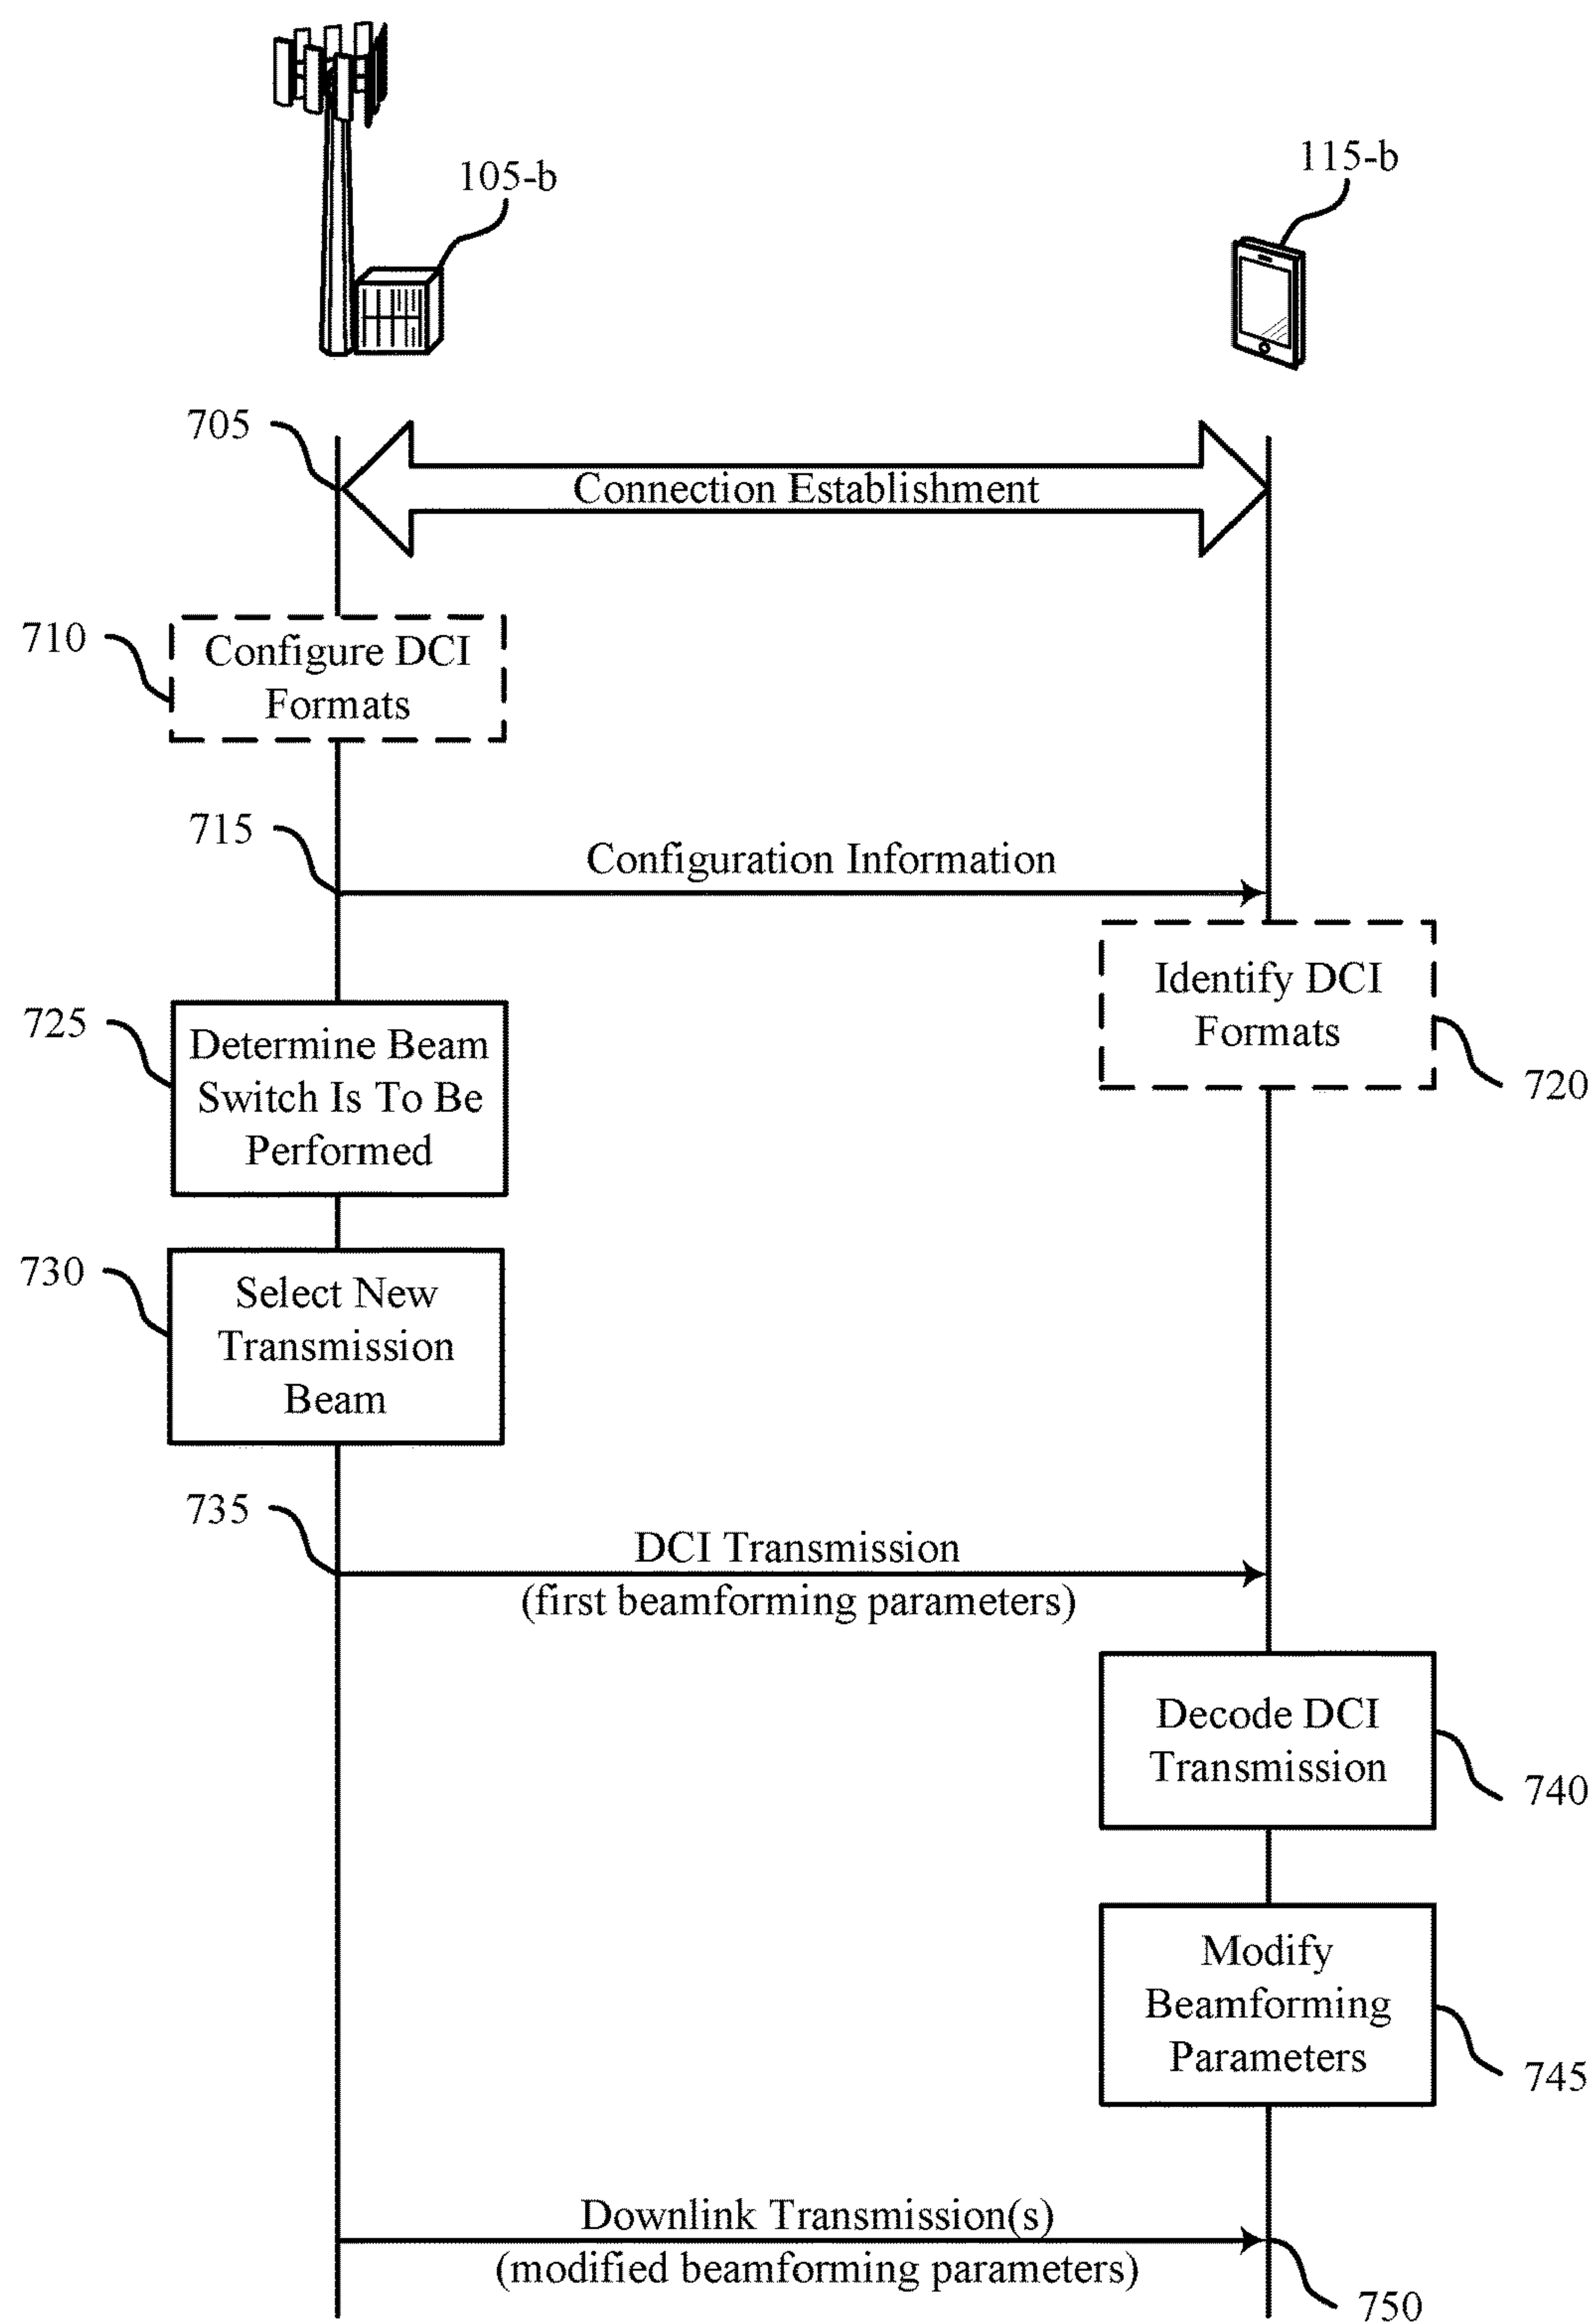 105-b
115-b
705
Connection Establishment
710
Configure DCI
Formats
715
Configuration Information
Identify DCI
Formats
720
725
Determine Beam
Switch Is To Be
Performed
730
Select New
Transmission
Beam
735
DCI Transmission
(first beamforming parameters)
Decode DCI
Transmission
740
Modify
Beamforming
Parameters
745
Downlink Transmission(s)
(modified beamforming parameters)
750